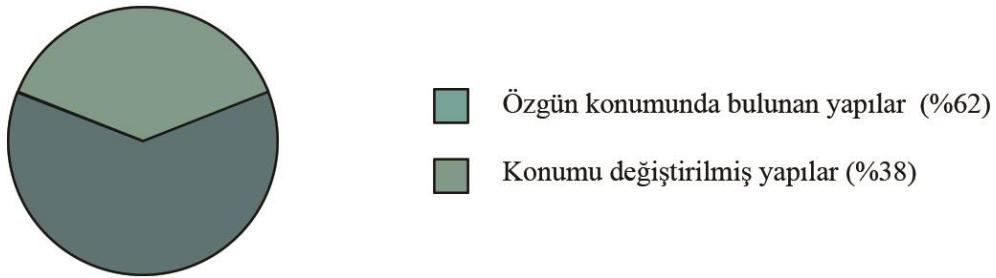 Özgün konumunda bulunan yapılar (%62)
Konumu değiştirilmiş yapılar (%38)